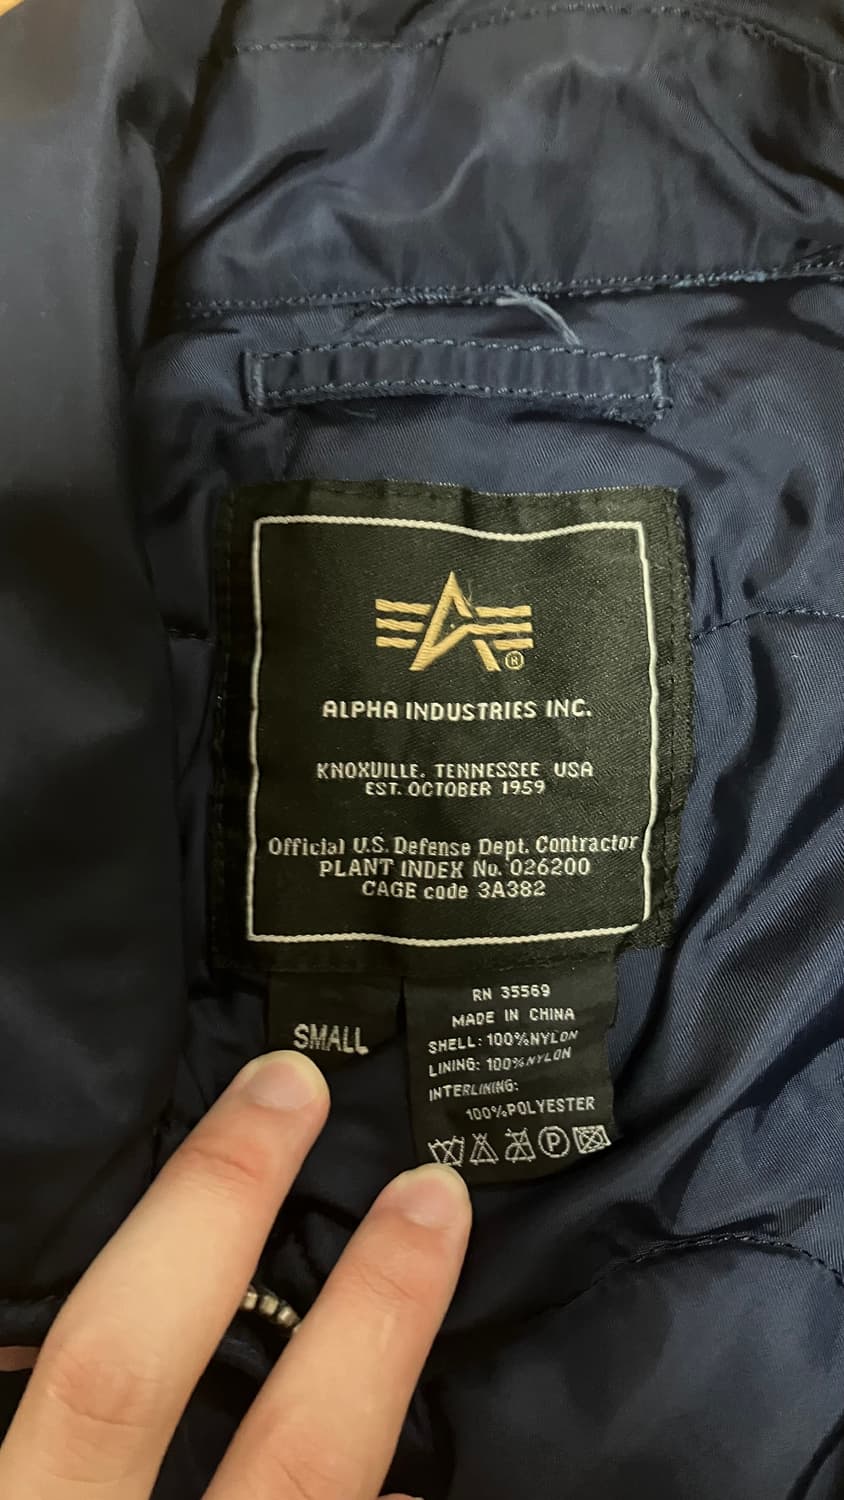 ®
ALPHA INDUSTRIES INC.
KNOXVILLE, TENNESSEE USA
EST. OCTOBER 1959
Official U.S. Defense Dept. Contractor
PLANT INDEX No. 026200
CAGE code 3A382
SMALL
RN 35569
MADE IN CHINA
SHELL: 100%NYLON
LINING: 100%NYLON
INTERLINING:
100%POLYESTER
P